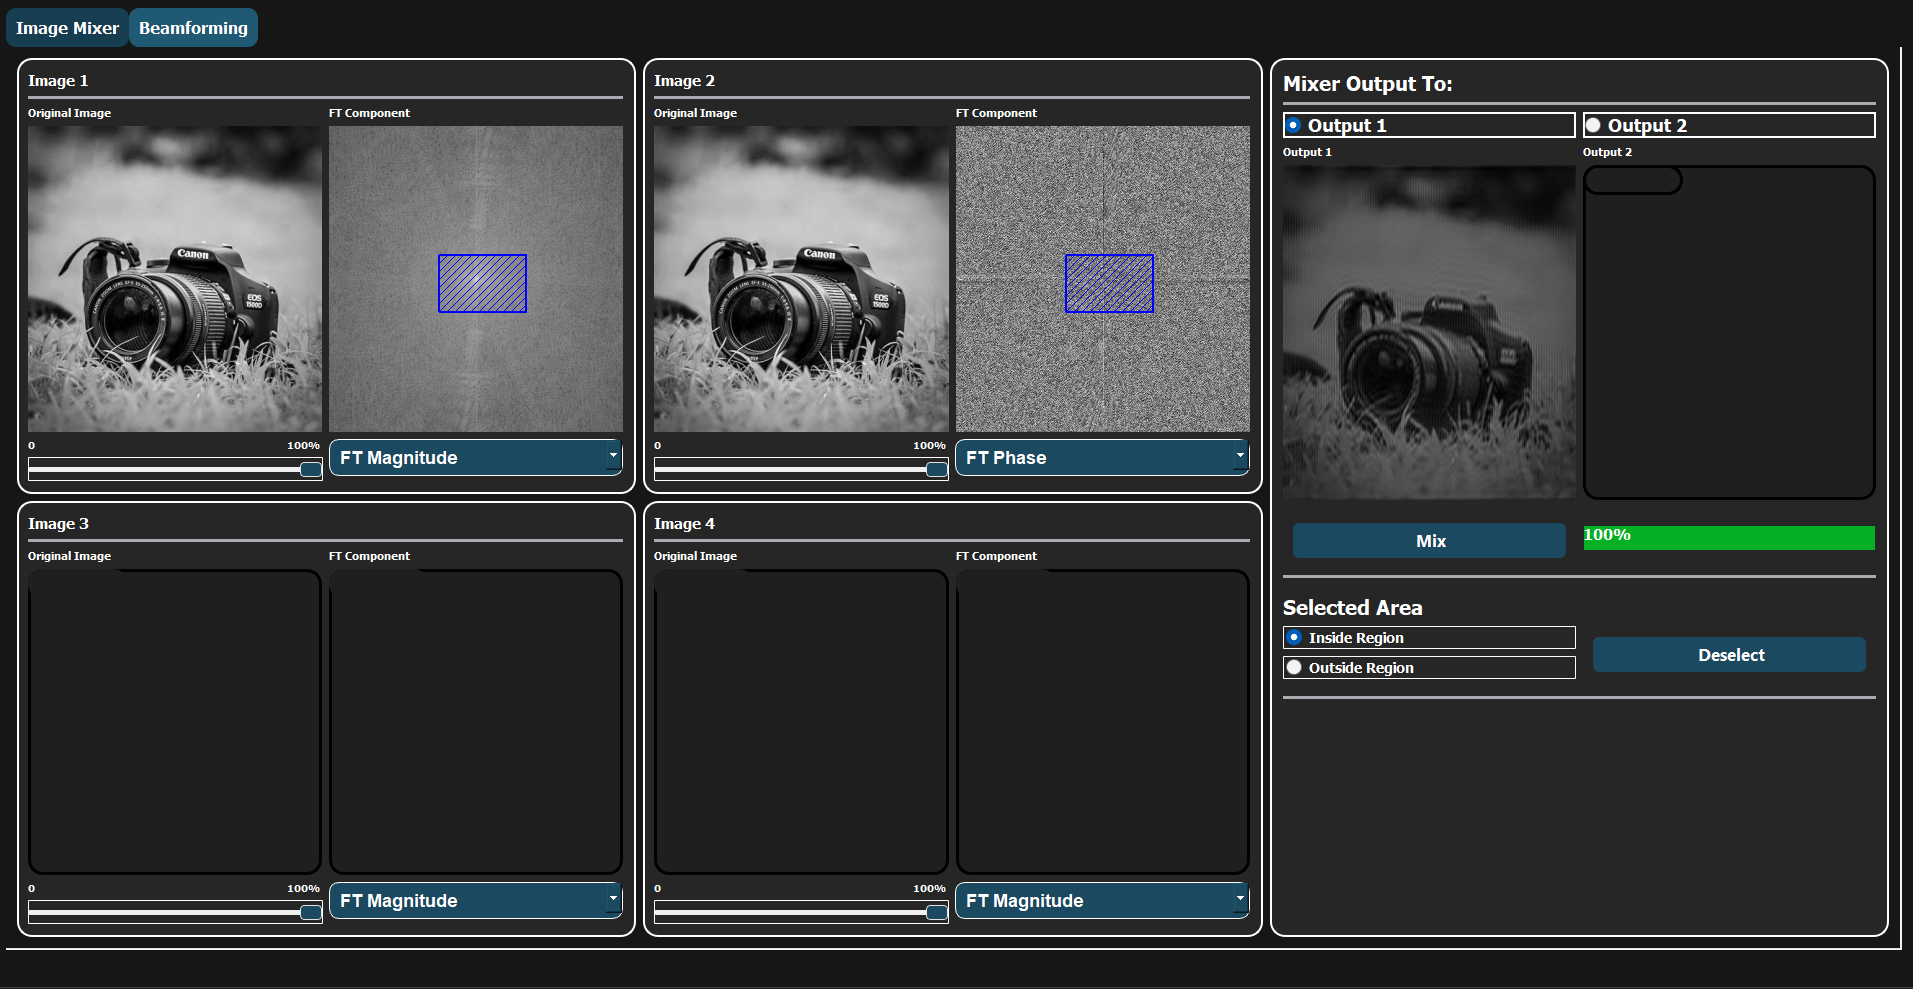 Image Mixer
Beamforming
Image 1
Original Image
FT Component
Canon
EOS
1500D
0
100%
FT Magnitude
Image 2
Original Image
FT Component
Canon
EOS
1500D
0
100%
FT Phase
Image 3
Original Image
FT Component
0
100%
FT Magnitude
Image 4
Original Image
FT Component
0
100%
FT Magnitude
Mixer Output To:
Output 1
Output 2
Output 1
Output 2
Canon
Mix
100%
Selected Area
Inside Region
Outside Region
Deselect